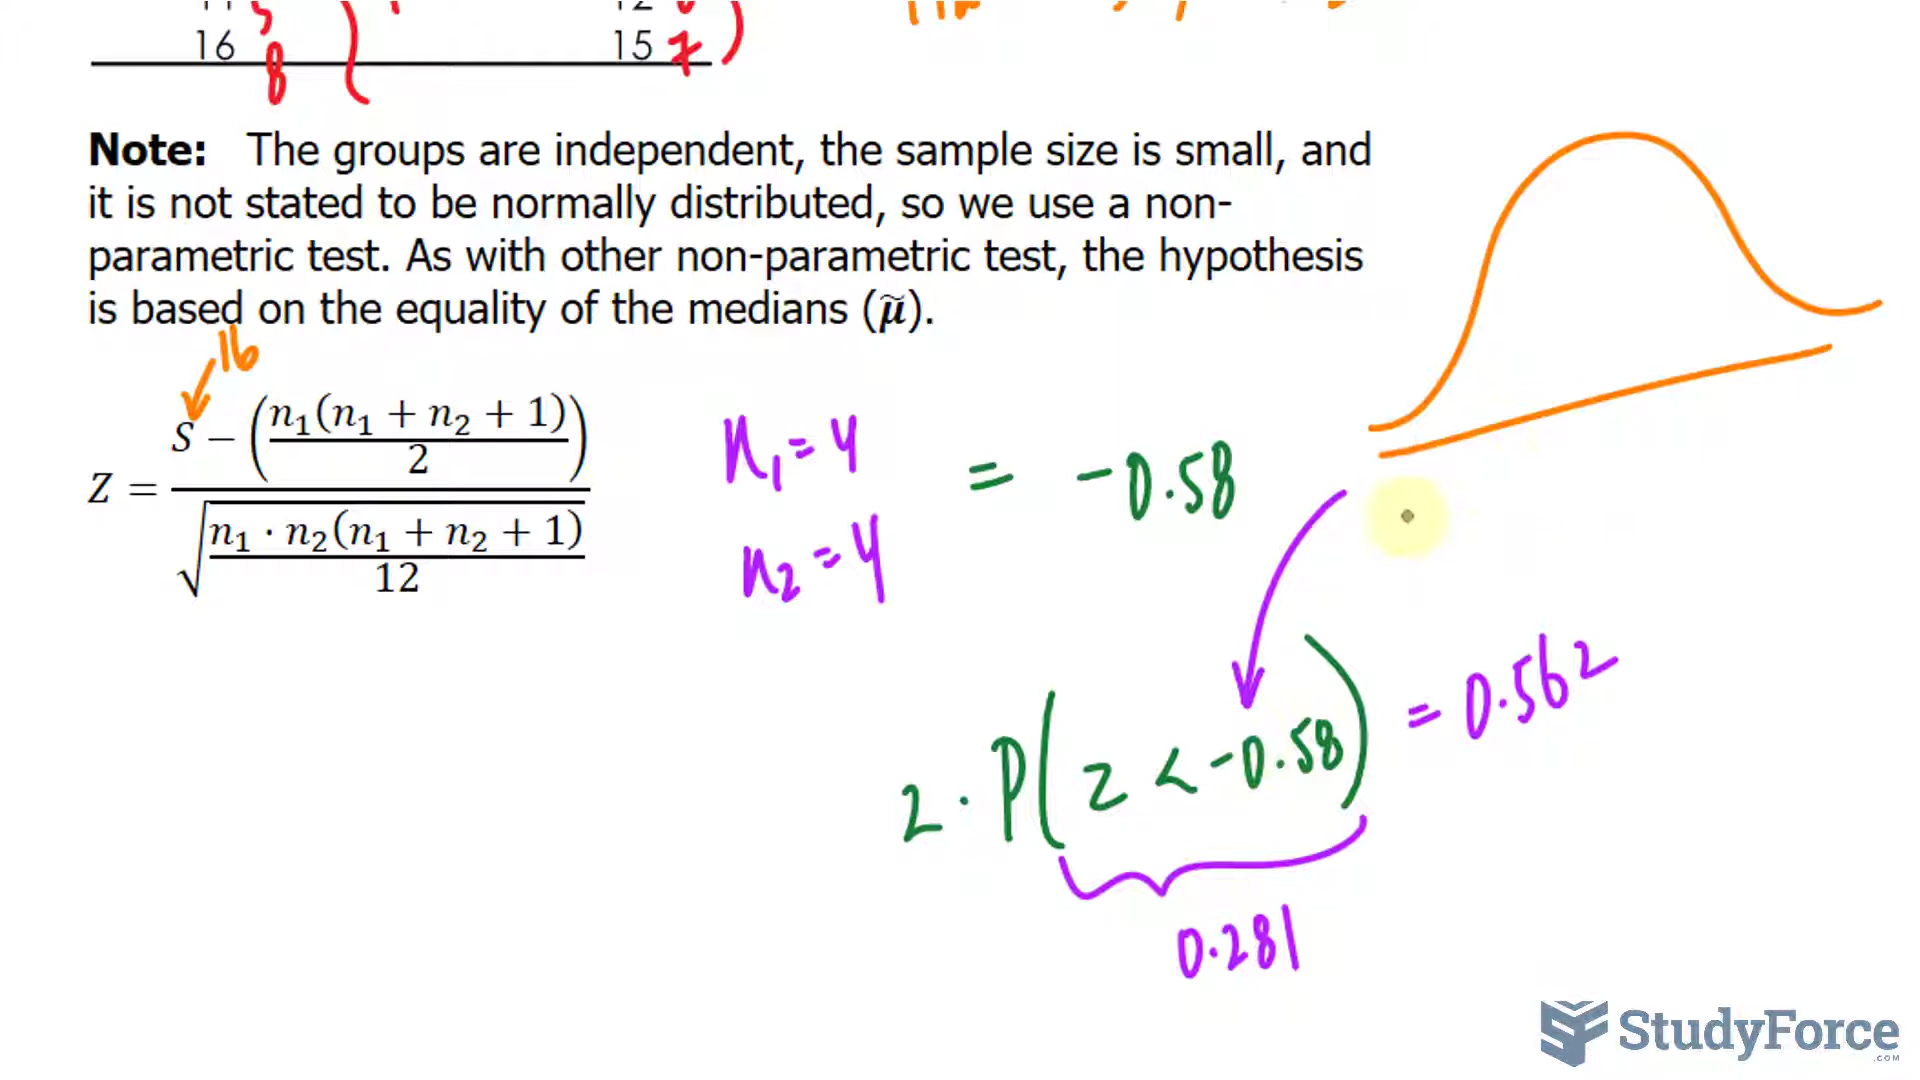 16 8 15 7
Note: The groups are independent, the sample size is small, and
it is not stated to be normally distributed, so we use a non-
parametric test. As with other non-parametric test, the hypothesis
is based on the equality of the medians (μ̃).
16
Z = S − (n₁(n₁ + n₂ + 1)/2) / √(n₁ · n₂(n₁ + n₂ + 1)/12)
n₁ = 4
= -0.58
n₂ = 4
2 · P(z < -0.58) = 0.562
0.281
StudyForce
.COM